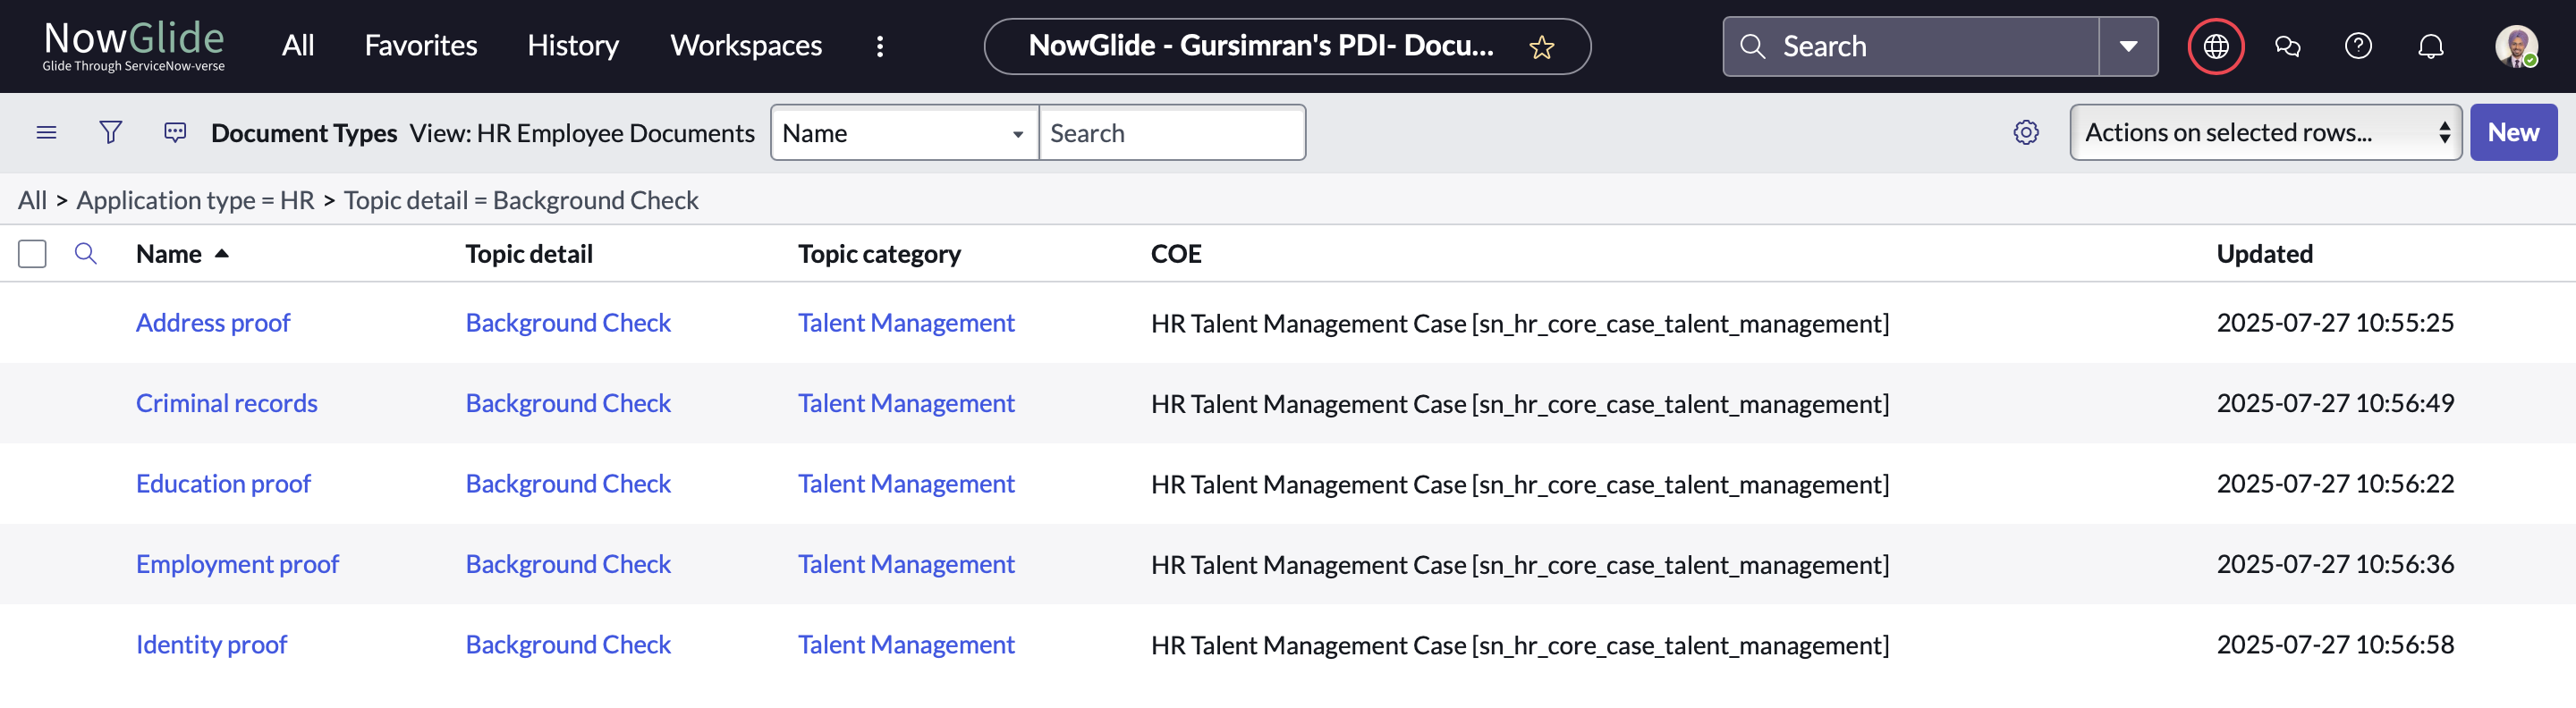 NowGlide
Glide Through ServiceNow-verse
All Favorites History Workspaces NowGlide - Gursimran's PDI- Docu... Search
Document Types View: HR Employee Documents Name Search Actions on selected rows... New
All > Application type = HR > Topic detail = Background Check
Name Topic detail Topic category COE Updated
Address proof Background Check Talent Management HR Talent Management Case [sn_hr_core_case_talent_management] 2025-07-27 10:55:25
Criminal records Background Check Talent Management HR Talent Management Case [sn_hr_core_case_talent_management] 2025-07-27 10:56:49
Education proof Background Check Talent Management HR Talent Management Case [sn_hr_core_case_talent_management] 2025-07-27 10:56:22
Employment proof Background Check Talent Management HR Talent Management Case [sn_hr_core_case_talent_management] 2025-07-27 10:56:36
Identity proof Background Check Talent Management HR Talent Management Case [sn_hr_core_case_talent_management] 2025-07-27 10:56:58